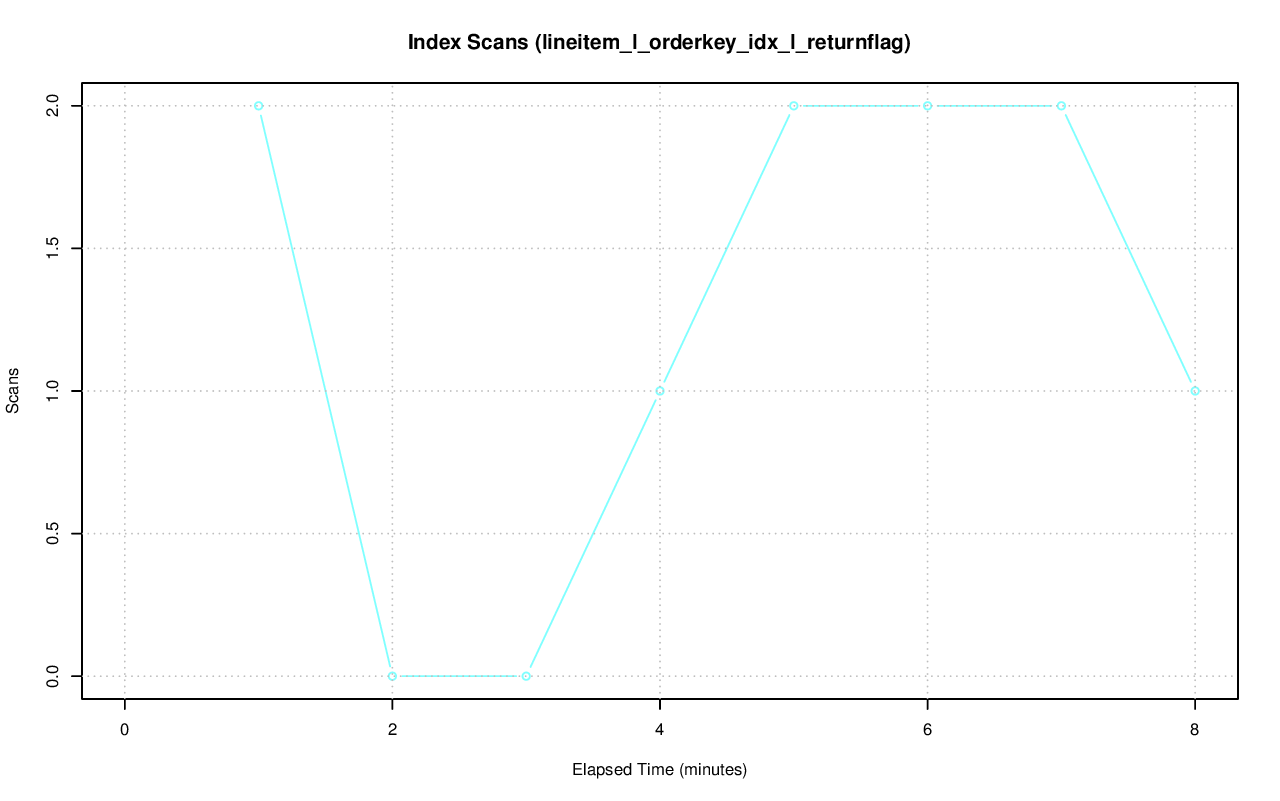 Index Scans (lineitem_l_orderkey_idx_l_returnflag)
2.0
1.5
1.0
0.5
0.0
Scans
0 2 4 6 8
Elapsed Time (minutes)